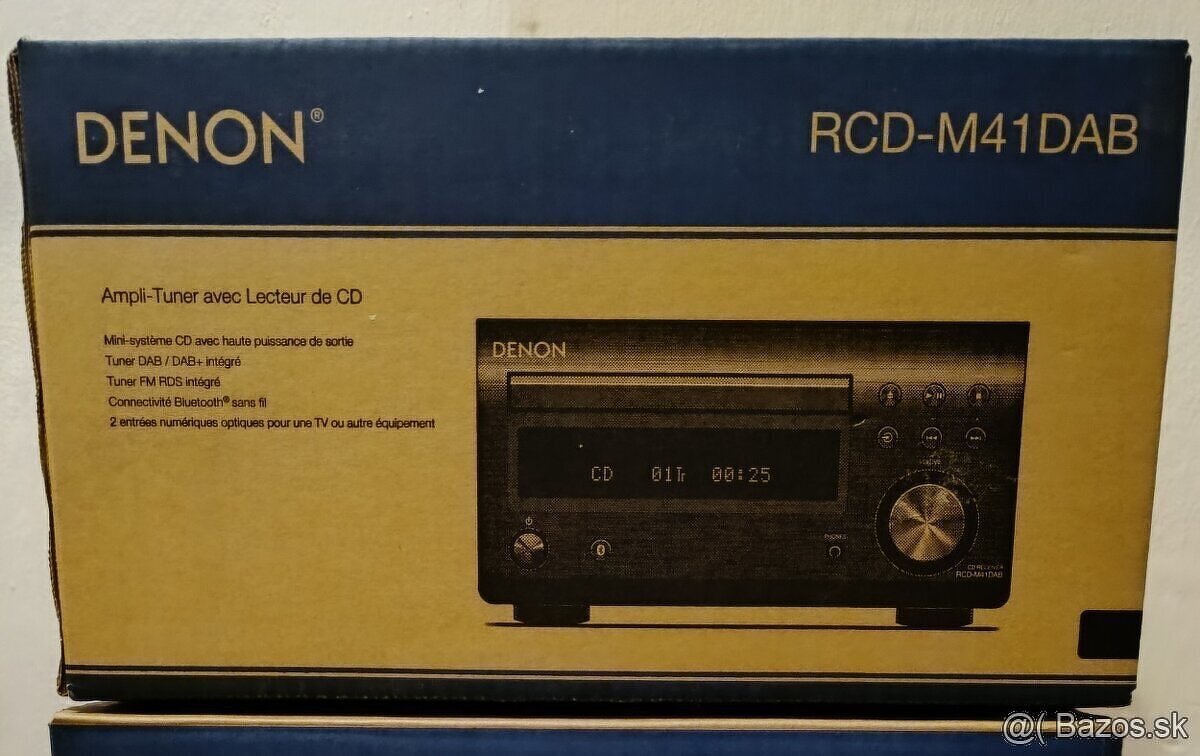 DENON®
RCD-M41DAB
Ampli-Tuner avec Lecteur de CD
Mini-système CD avec haute puissance de sortie
Tuner DAB / DAB+ intégré
Tuner FM RDS intégré
Connectivité Bluetooth® sans fil
2 entrées numériques optiques pour une TV ou autre équipement
DENON
CD 01Tr 00:25
VOLUME
PHONES
CD RECEIVER
RCD-M41DAB
@( Bazos.sk